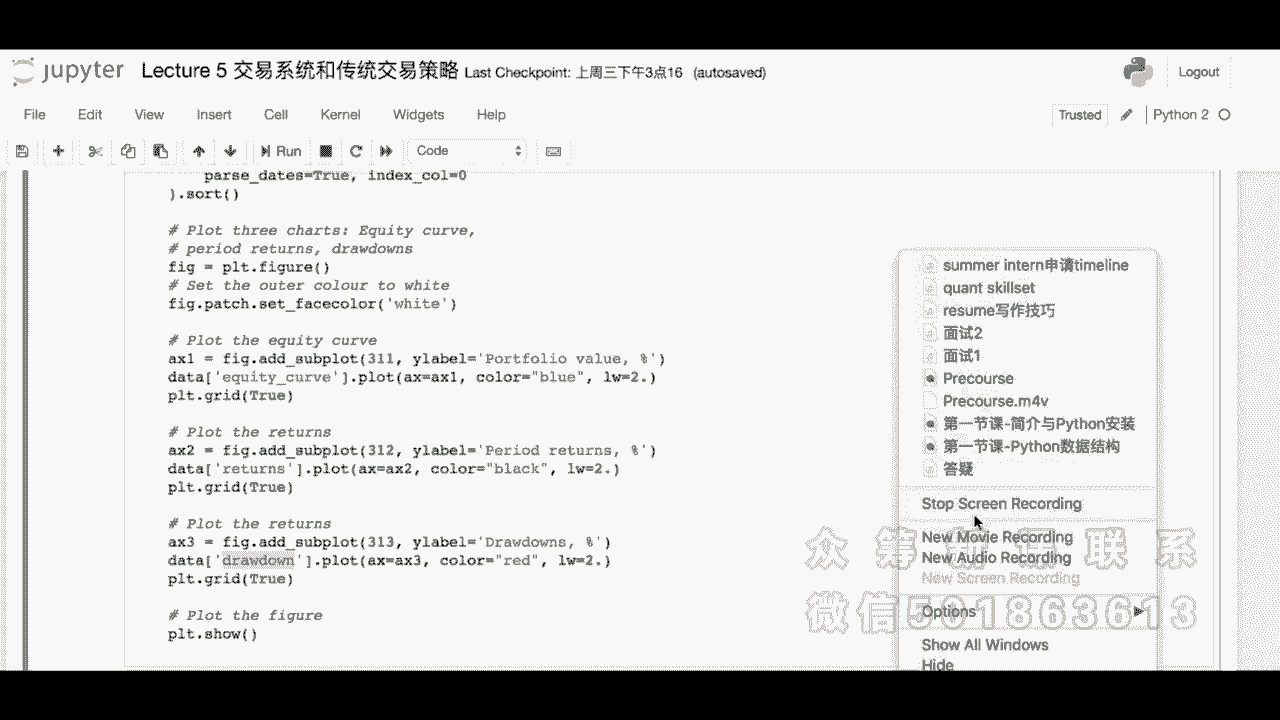 jupyter Lecture 5 交易系统和传统交易策略 Last Checkpoint: 上周三下午3点16 (autosaved) Logout
File Edit View Insert Cell Kernel Widgets Help Trusted Python 2
Run Code
parse_dates=True, index_col=0
).sort()
# Plot three charts: Equity curve,
# period returns, drawdowns
fig = plt.figure()
# Set the outer colour to white
fig.patch.set_facecolor('white')
# Plot the equity curve
ax1 = fig.add_subplot(311, ylabel='Portfolio value, %')
data['equity_curve'].plot(ax=ax1, color="blue", lw=2.)
plt.grid(True)
# Plot the returns
ax2 = fig.add_subplot(312, ylabel='Period returns, %')
data['returns'].plot(ax=ax2, color="black", lw=2.)
plt.grid(True)
# Plot the returns
ax3 = fig.add_subplot(313, ylabel='Drawdowns, %')
data['drawdown'].plot(ax=ax3, color="red", lw=2.)
plt.grid(True)
# Plot the figure
plt.show()
summer intern申请timeline
quant skillset
resume写作技巧
面试2
面试1
Precourse
Precourse.m4v
第一节课-简介与Python安装
第一节课-Python数据结构
答疑
Stop Screen Recording
New Movie Recording
New Audio Recording
New Screen Recording
Options
Show All Windows
Hide
众筹新课联系
微信501863613